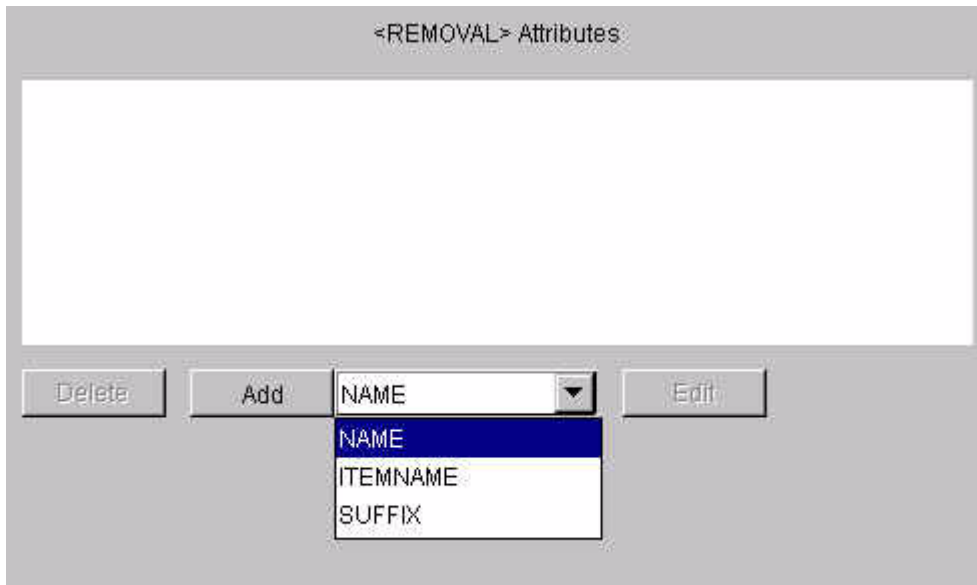 <REMOVAL> Attributes
Delete Add NAME Edit
NAME
ITEMNAME
SUFFIX